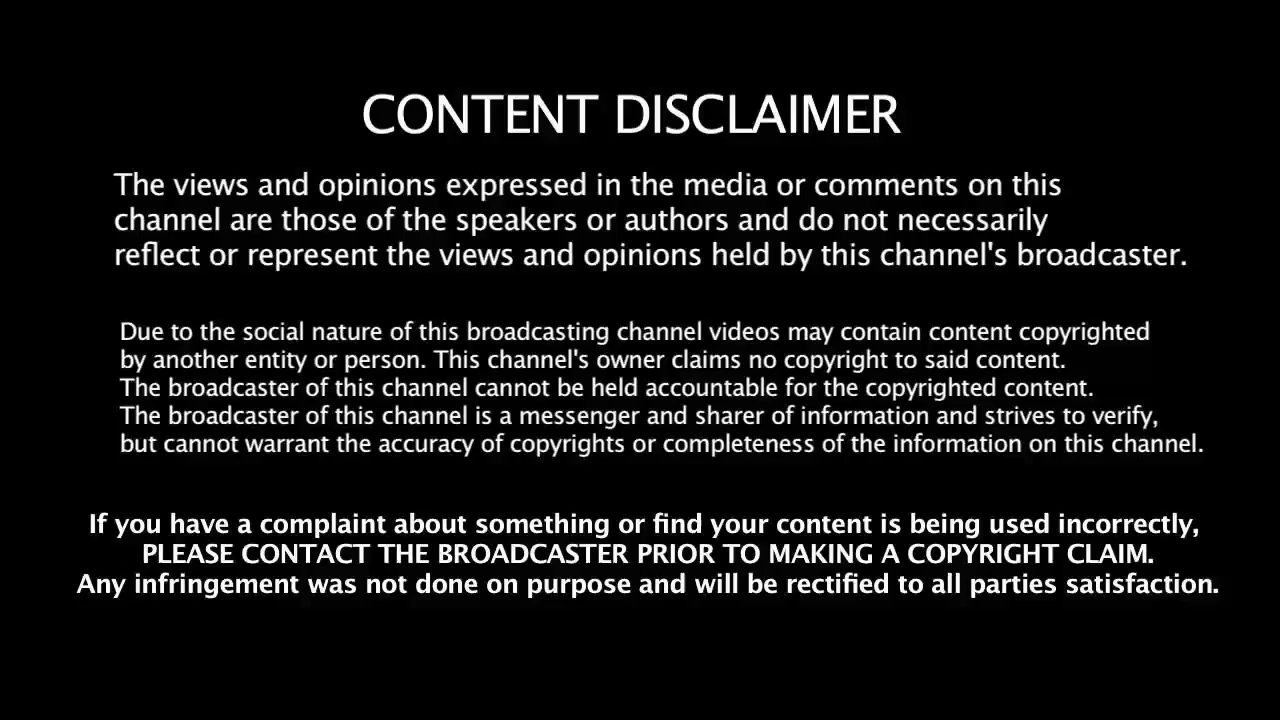 CONTENT DISCLAIMER
The views and opinions expressed in the media or comments on this
channel are those of the speakers or authors and do not necessarily
reflect or represent the views and opinions held by this channel's broadcaster.
Due to the social nature of this broadcasting channel videos may contain content copyrighted
by another entity or person. This channel's owner claims no copyright to said content.
The broadcaster of this channel cannot be held accountable for the copyrighted content.
The broadcaster of this channel is a messenger and sharer of information and strives to verify,
but cannot warrant the accuracy of copyrights or completeness of the information on this channel.
If you have a complaint about something or find your content is being used incorrectly,
PLEASE CONTACT THE BROADCASTER PRIOR TO MAKING A COPYRIGHT CLAIM.
Any infringement was not done on purpose and will be rectified to all parties satisfaction.